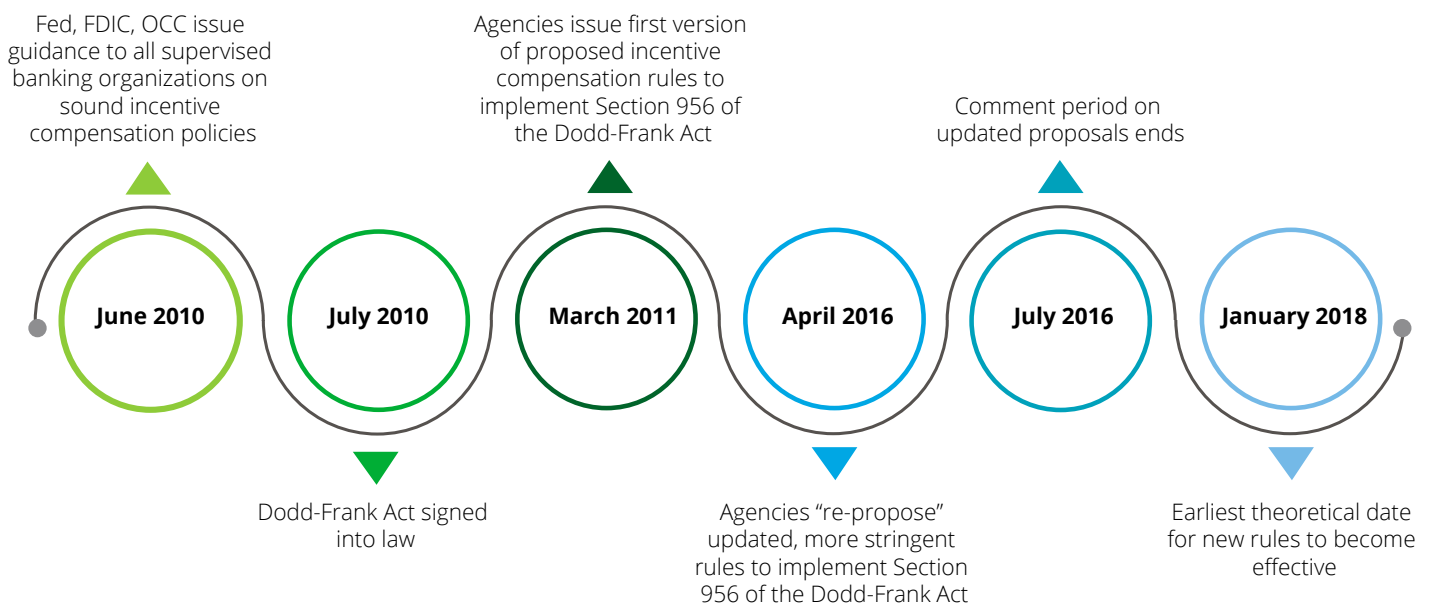 Fed, FDIC, OCC issue
guidance to all supervised
banking organizations on
sound incentive
compensation policies
June 2010
July 2010
Dodd-Frank Act signed
into law
Agencies issue first version
of proposed incentive
compensation rules to
implement Section 956 of
the Dodd-Frank Act
March 2011
April 2016
Agencies “re-propose”
updated, more stringent
rules to implement Section
956 of the Dodd-Frank Act
Comment period on
updated proposals ends
July 2016
January 2018
Earliest theoretical date
for new rules to become
effective